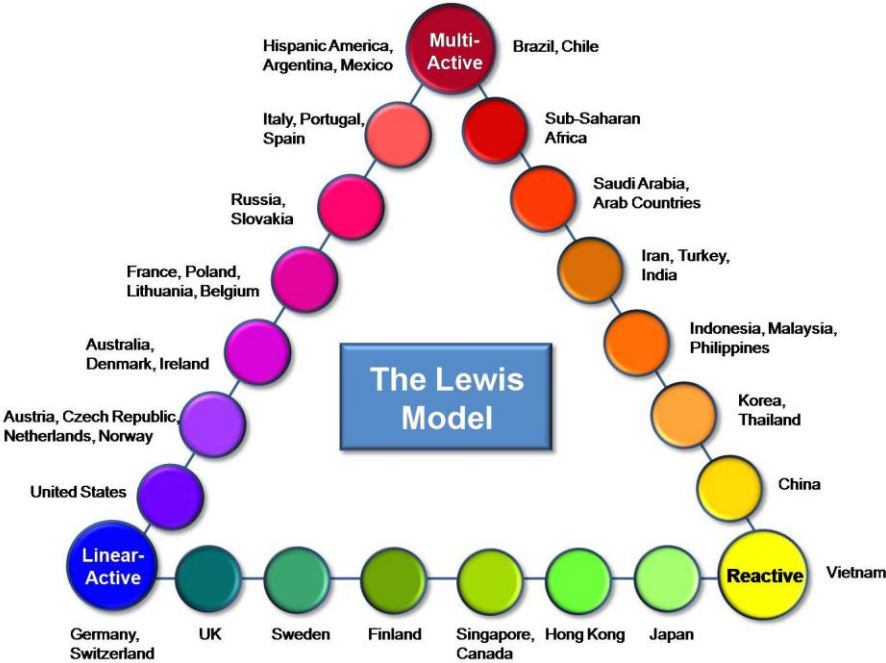 Hispanic America,
Argentina, Mexico
Multi-
Active
Brazil, Chile
Italy, Portugal,
Spain
Sub-Saharan
Africa
Russia,
Slovakia
Saudi Arabia,
Arab Countries
France, Poland,
Lithuania, Belgium
Iran, Turkey,
India
Australia,
Denmark, Ireland
Indonesia, Malaysia,
Philippines
The Lewis
Model
Austria, Czech Republic,
Netherlands, Norway
Korea,
Thailand
United States
China
Linear-
Active
Reactive
Vietnam
Germany,
Switzerland
UK
Sweden
Finland
Singapore,
Canada
Hong Kong
Japan